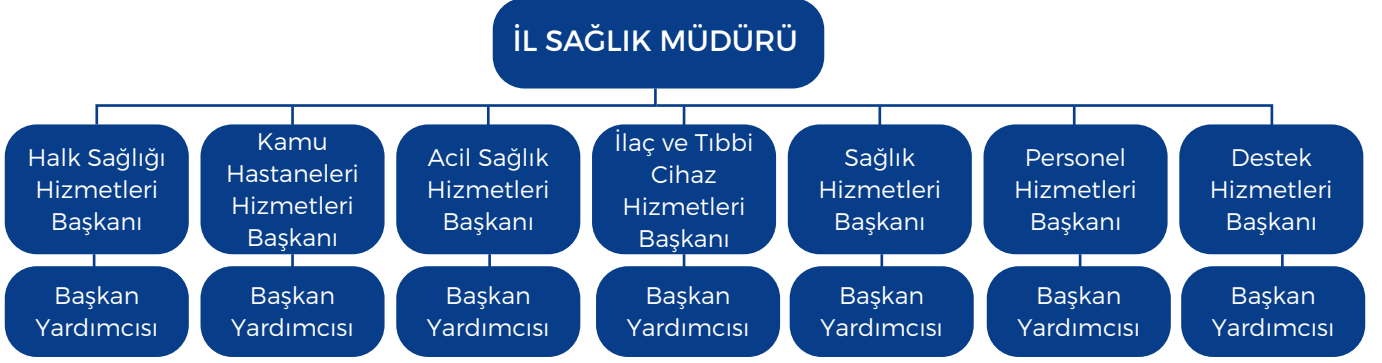 İL SAĞLIK MÜDÜRÜ
Halk Sağlığı
Hizmetleri
Başkanı
Kamu
Hastaneleri
Hizmetleri
Başkanı
Acil Sağlık
Hizmetleri
Başkanı
İlaç ve Tıbbi
Cihaz
Hizmetleri
Başkanı
Sağlık
Hizmetleri
Başkanı
Personel
Hizmetleri
Başkanı
Destek
Hizmetleri
Başkanı
Başkan
Yardımcısı
Başkan
Yardımcısı
Başkan
Yardımcısı
Başkan
Yardımcısı
Başkan
Yardımcısı
Başkan
Yardımcısı
Başkan
Yardımcısı